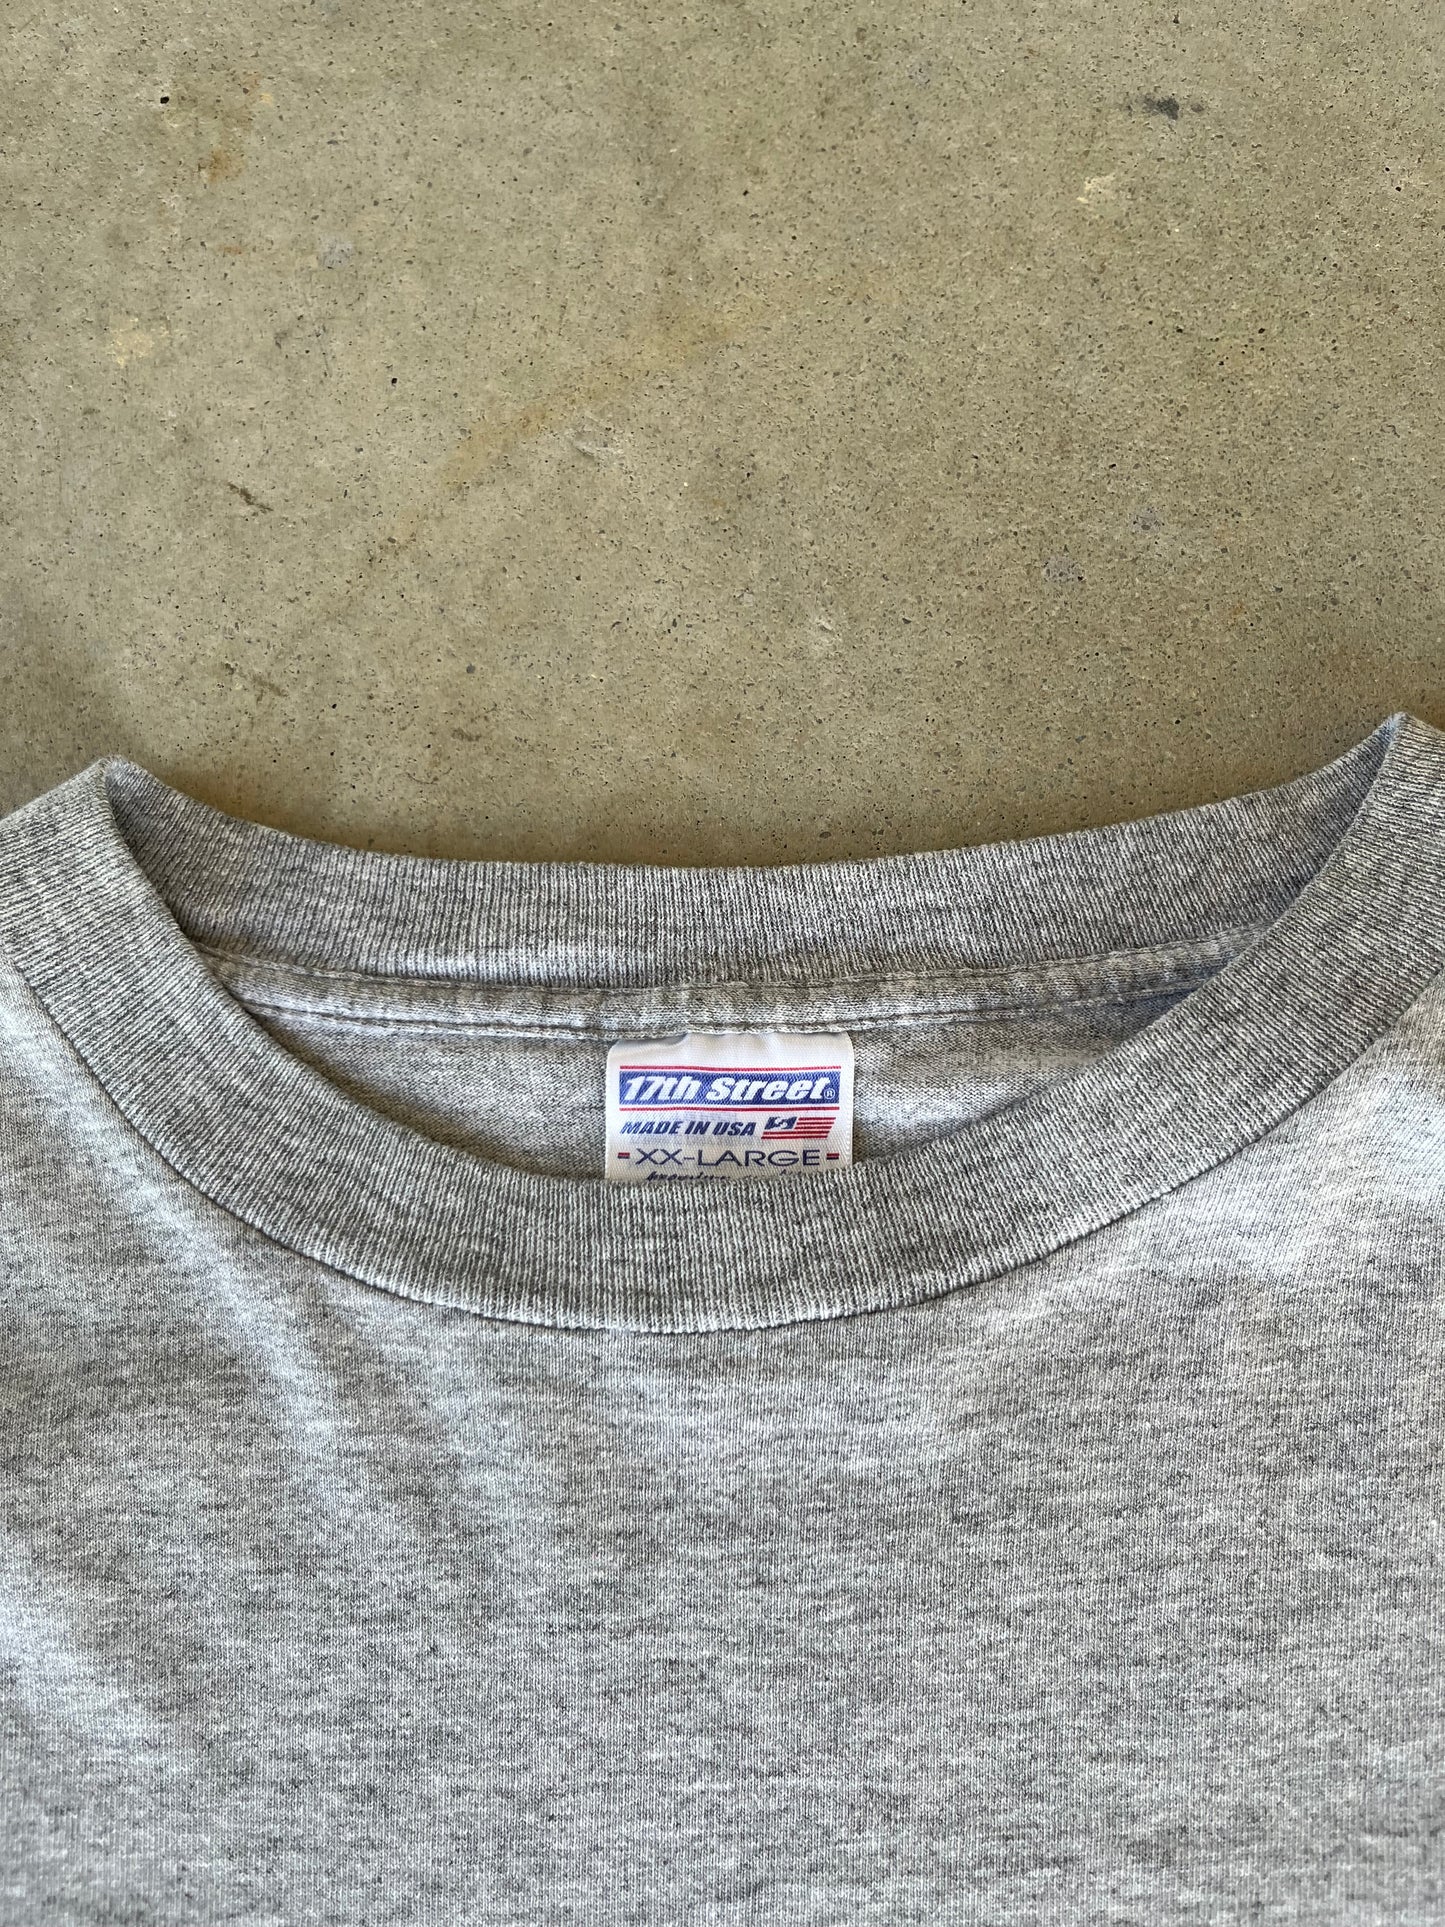 17th Street®
MADE IN USA
- XX-LARGE -